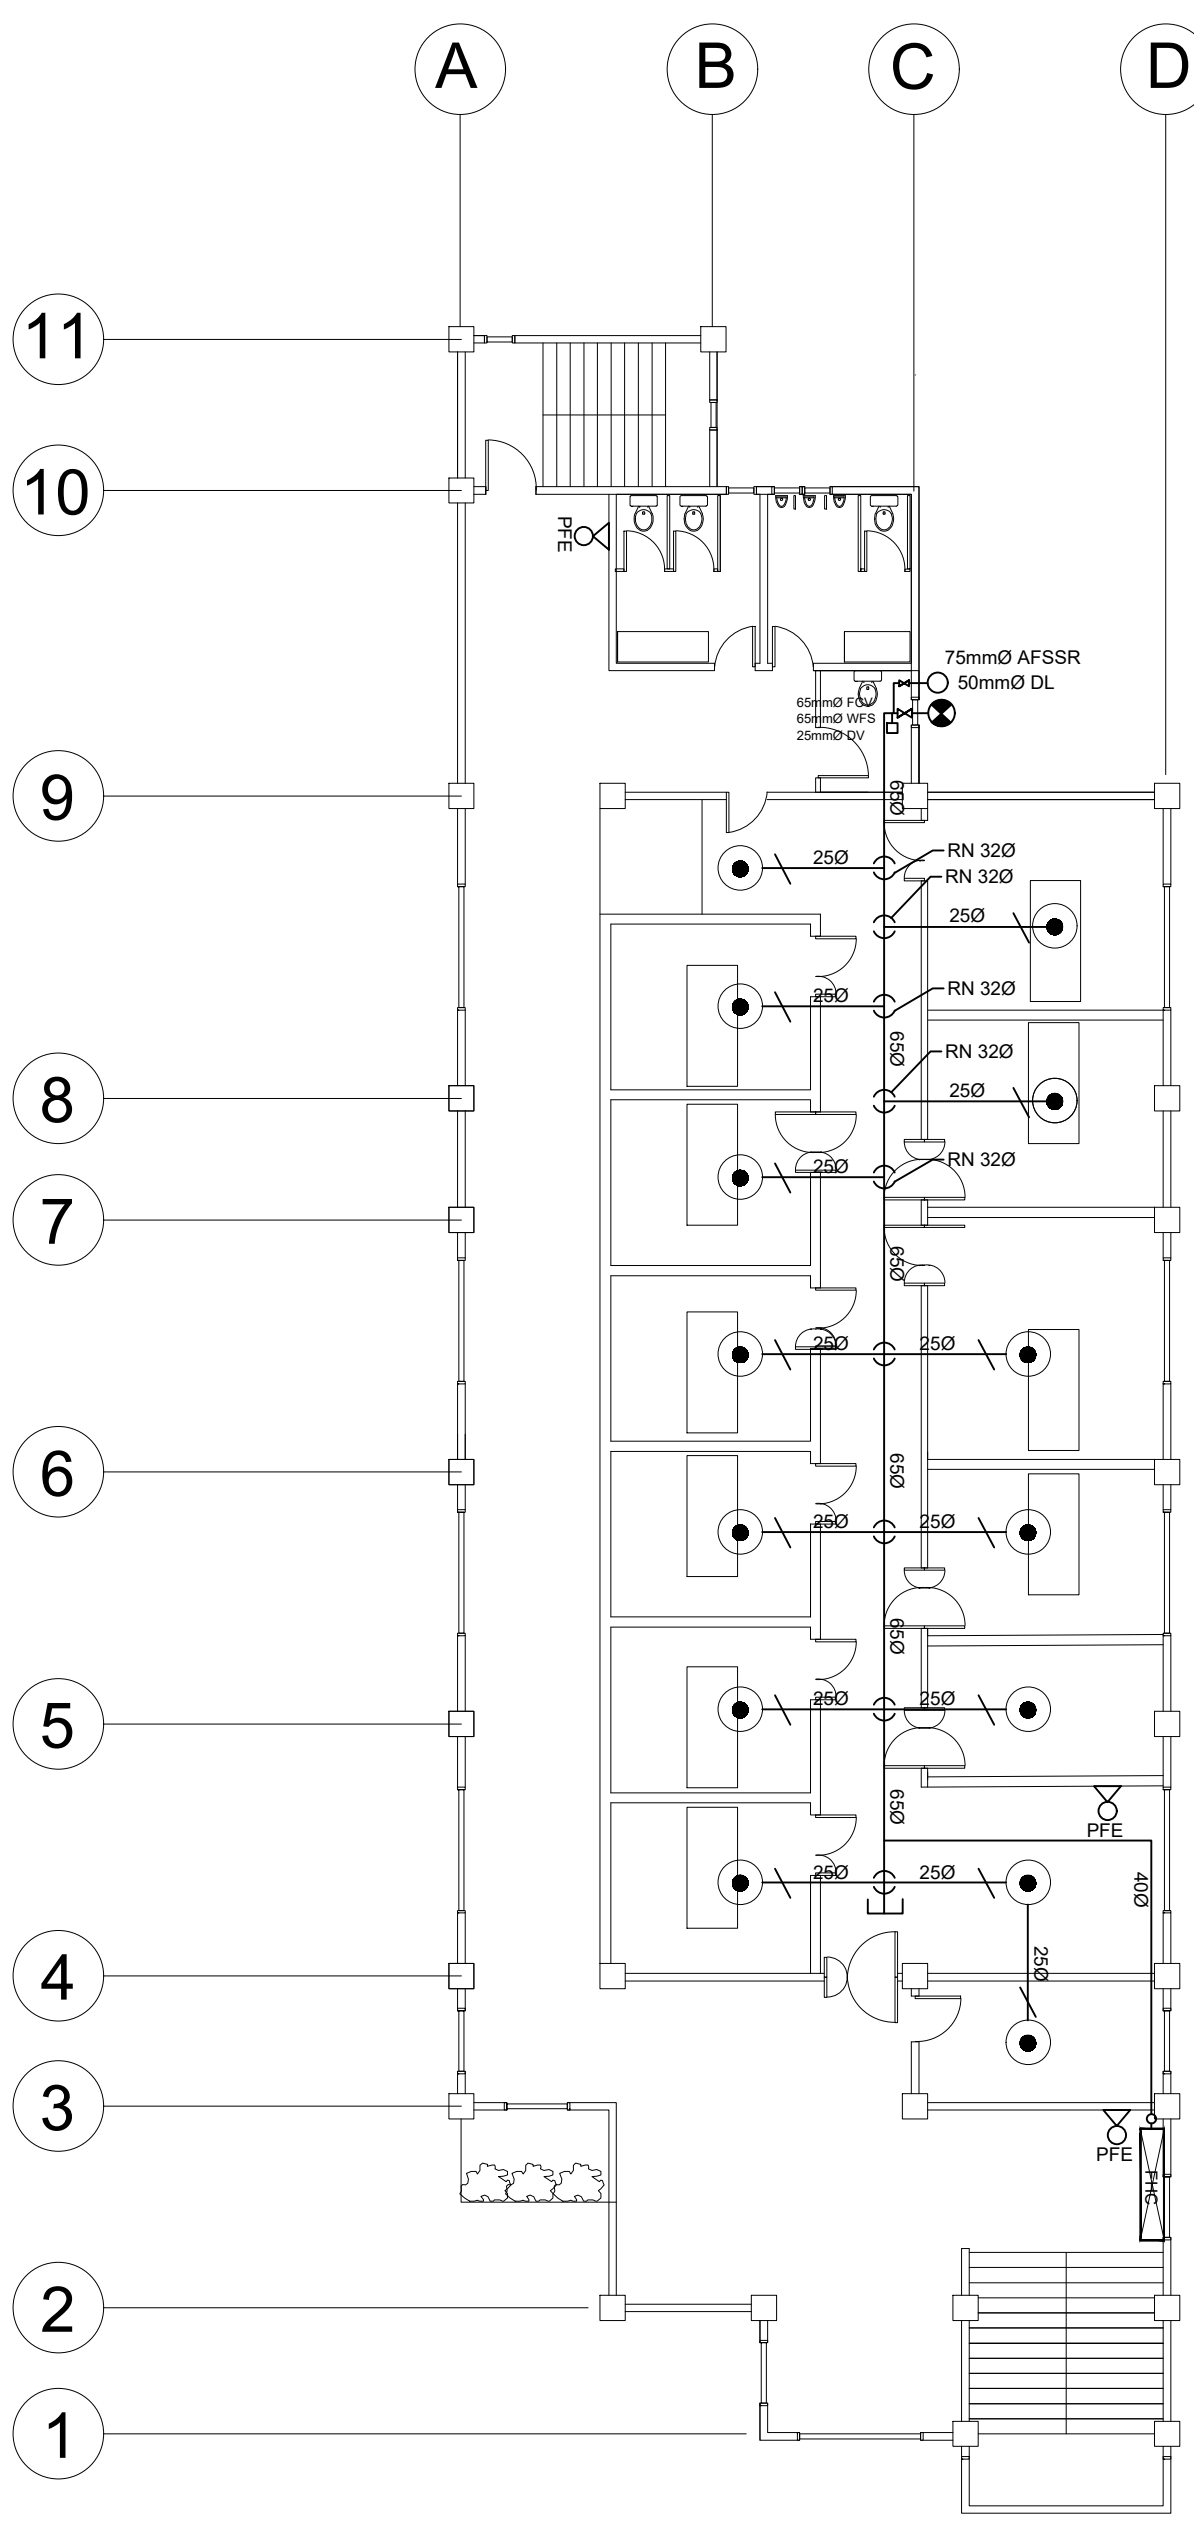 A
B
C
D
11
10
PFE
75mmØ AFSSR
50mmØ DL
65mmØ FCV
65mmØ WFS
25mmØ DV
9
65Ø
RN 32Ø
25Ø
RN 32Ø
25Ø
RN 32Ø
25Ø
65Ø
RN 32Ø
8
25Ø
RN 32Ø
25Ø
7
65Ø
25Ø
25Ø
6
65Ø
25Ø
25Ø
65Ø
5
25Ø
25Ø
65Ø
PFE
25Ø
25Ø
40Ø
4
25Ø
3
PFE
FHC
2
1